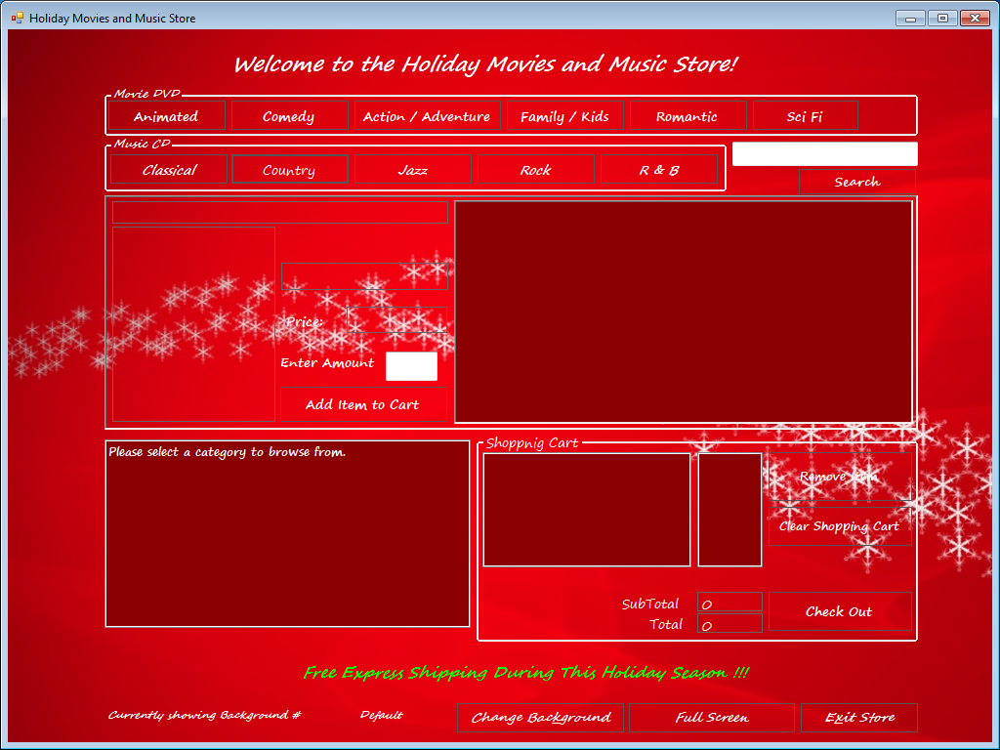 Holiday Movies and Music Store
Welcome to the Holiday Movies and Music Store!
Movie DVD
Animated Comedy Action / Adventure Family / Kids Romantic Sci Fi
Music CD
Classical Country Jazz Rock R & B
Search
Price:
Enter Amount
Add Item to Cart
Please select a category to browse from.
Shoppnig Cart
Remove Item
Clear Shopping Cart
SubTotal 0
Total 0
Check Out
Free Express Shipping During This Holiday Season !!!
Currently showing Background # Default Change Background Full Screen Exit Store